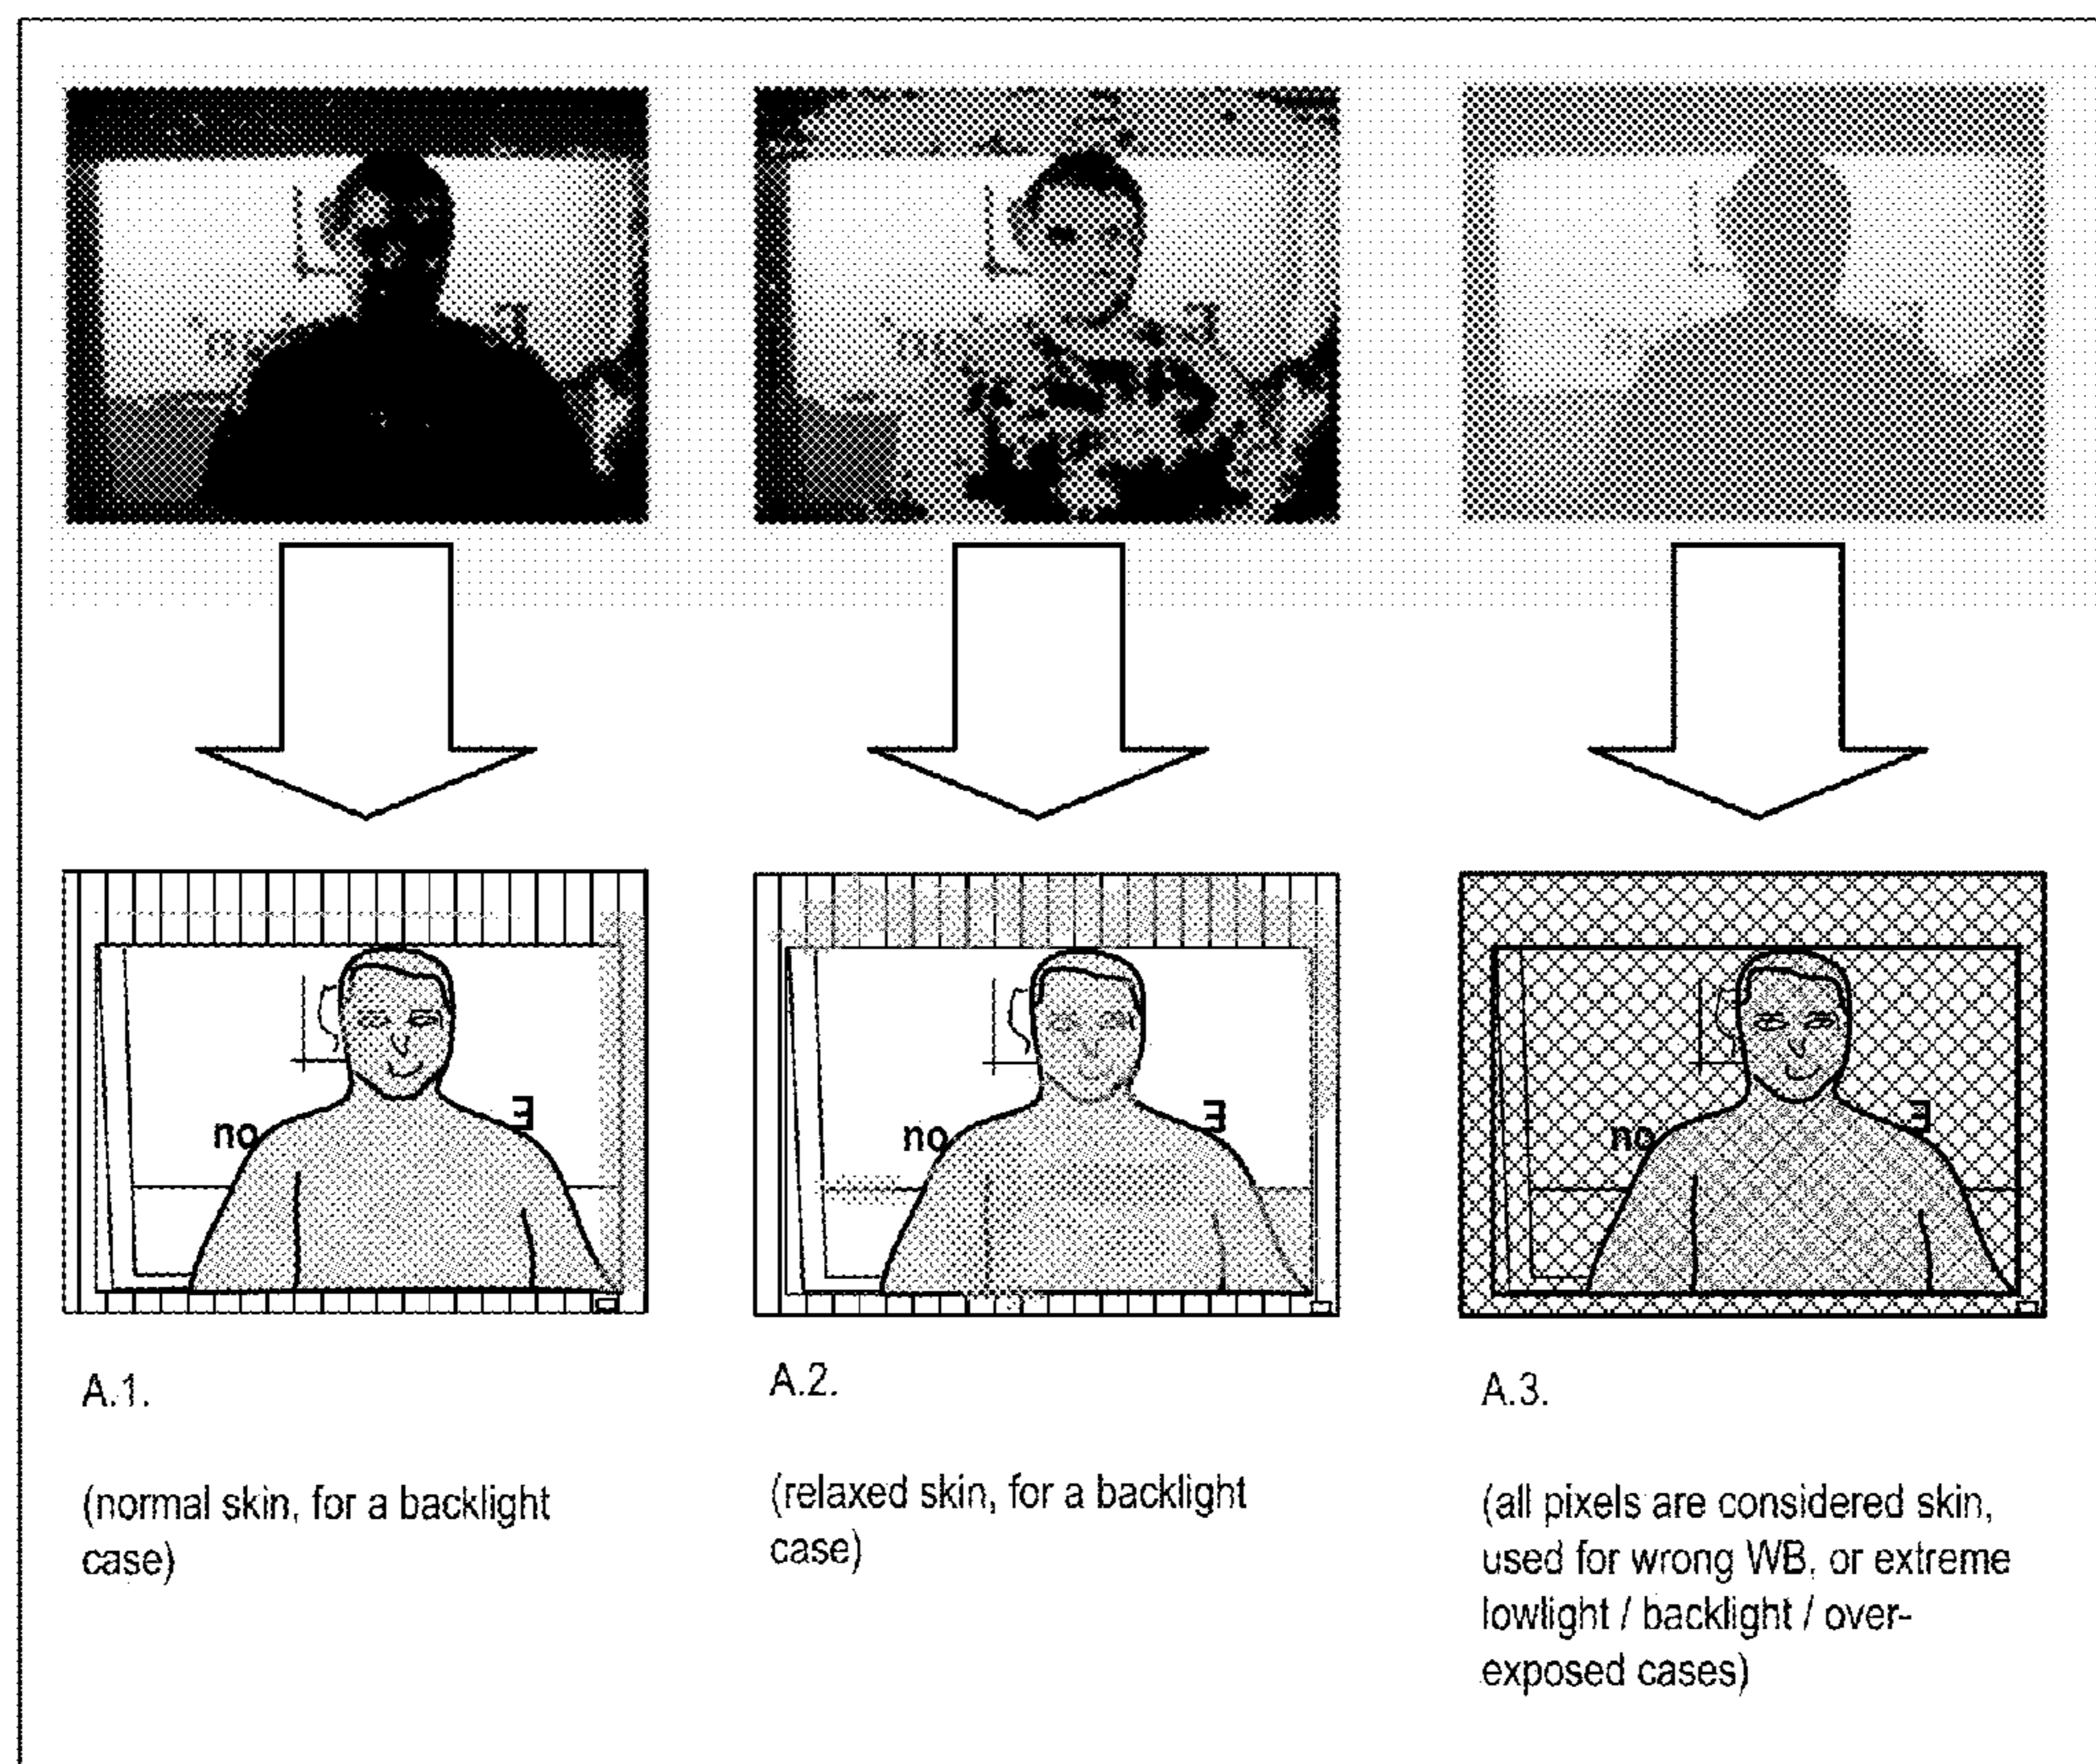 no
E
no
E
no
E
A.1.
(normal skin, for a backlight
case)
A.2.
(relaxed skin, for a backlight
case)
A.3.
(all pixels are considered skin,
used for wrong WB, or extreme
lowlight / backlight / over-
exposed cases)